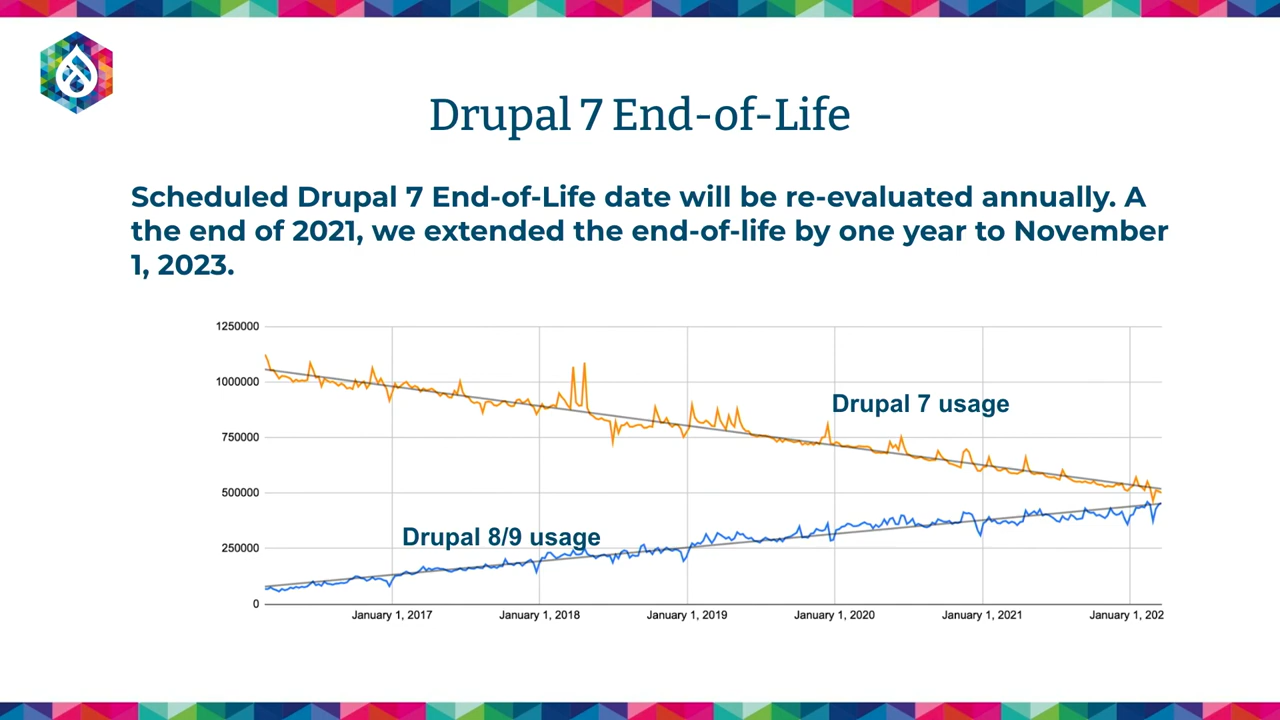 Drupal 7 End-of-Life
Scheduled Drupal 7 End-of-Life date will be re-evaluated annually. A
the end of 2021, we extended the end-of-life by one year to November
1, 2023.
1250000
1000000
750000
500000
250000
0
Drupal 7 usage
Drupal 8/9 usage
January 1, 2017
January 1, 2018
January 1, 2019
January 1, 2020
January 1, 2021
January 1, 202